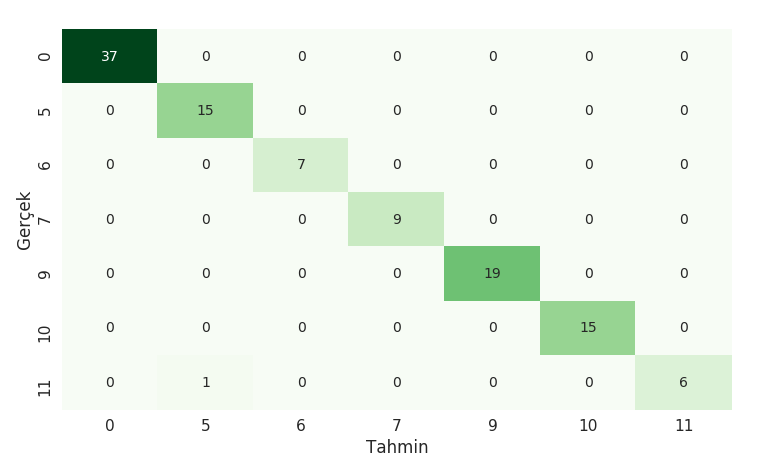 0 37 0 0 0 0 0 0
5 0 15 0 0 0 0 0
6 0 0 7 0 0 0 0
7 0 0 0 9 0 0 0
9 0 0 0 0 19 0 0
10 0 0 0 0 0 15 0
11 0 1 0 0 0 0 6
Gerçek
0 5 6 7 9 10 11
Tahmin